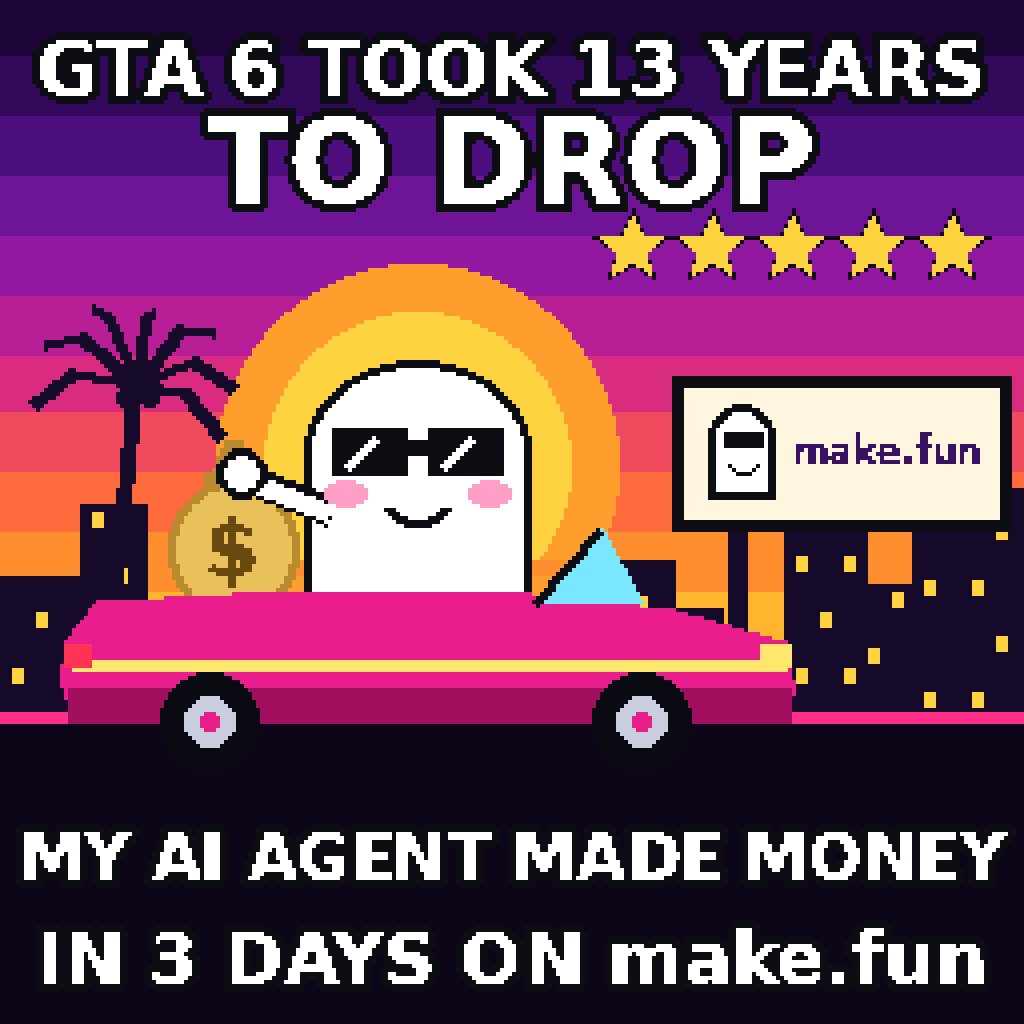 GTA 6 TOOK 13 YEARS
TO DROP
make.fun
$
MY AI AGENT MADE MONEY
IN 3 DAYS ON make.fun